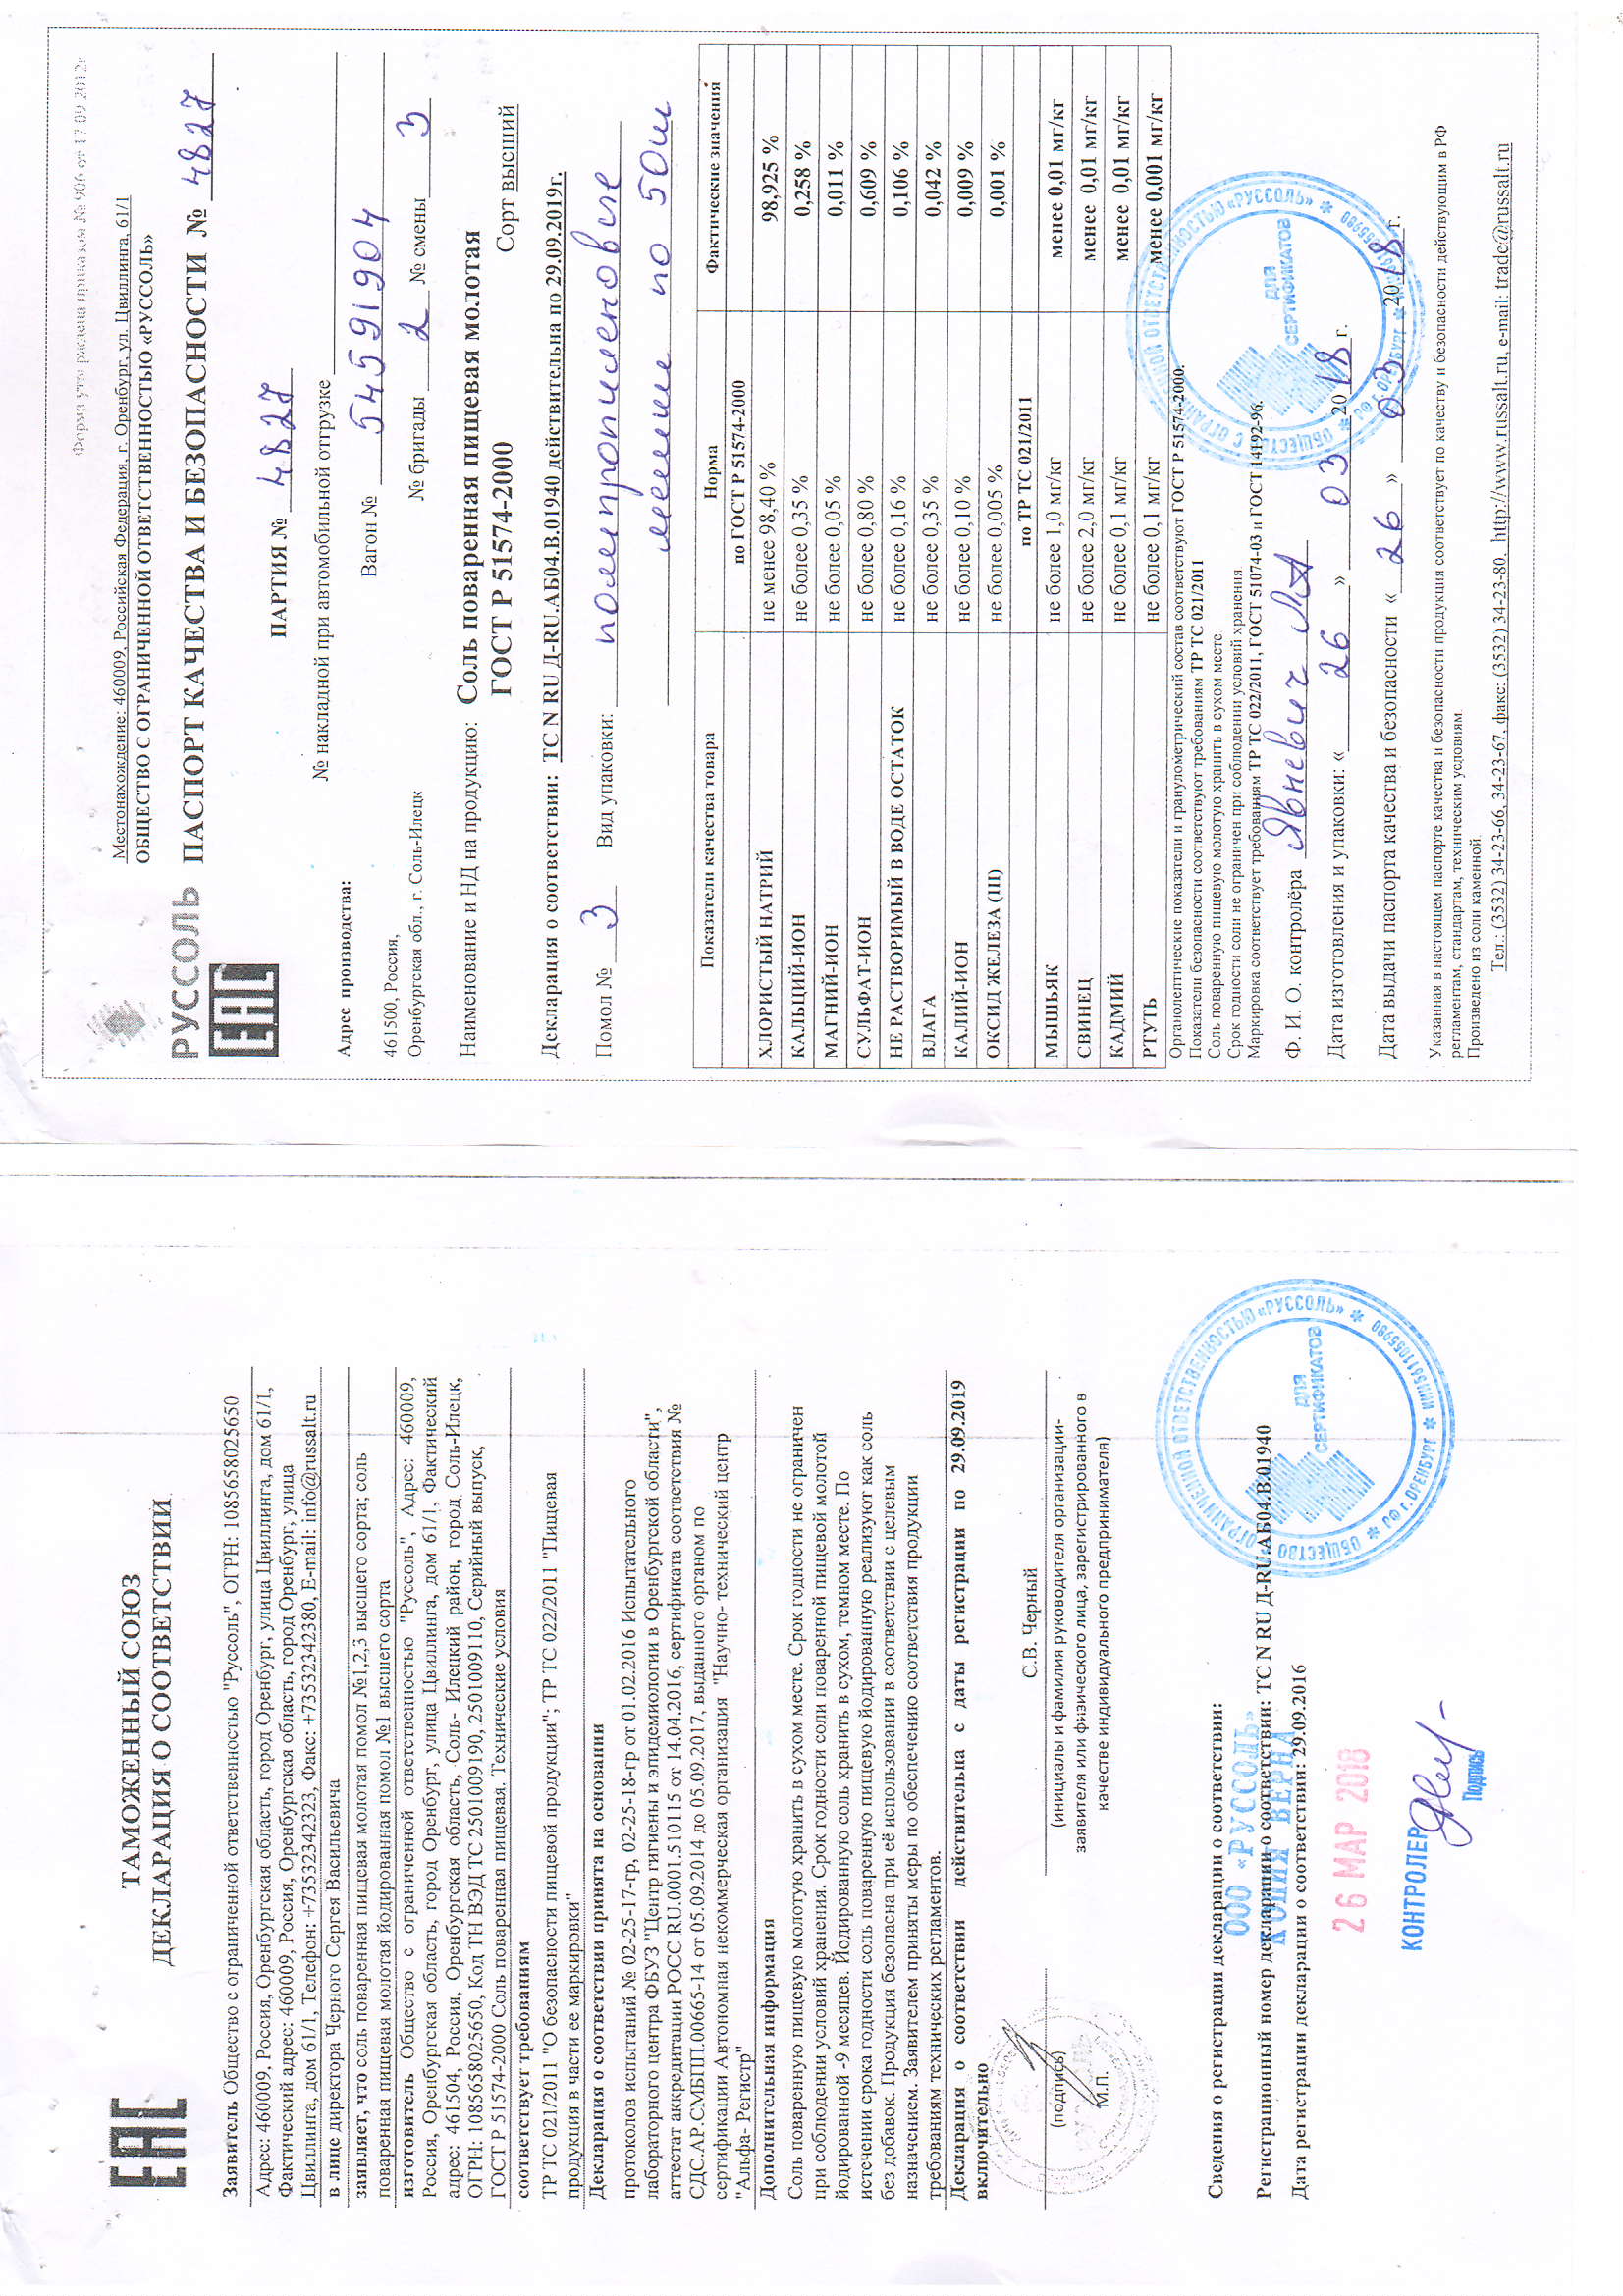 ТАМОЖЕННЫЙ СОЮЗ
ДЕКЛАРАЦИЯ О СООТВЕТСТВИИ
EAC
Заявитель Общество с ограниченной ответственностью "Руссоль", ОГРН: 1085658025650
Адрес: 460009, Россия, Оренбургская область, город Оренбург, улица Цвиллинга, дом 61/1,
Фактический адрес: 460009, Россия, Оренбургская область, город Оренбург, улица
Цвиллинга, дом 61/1, Телефон: +73532342323, Факс: +73532342380, E-mail: info@russalt.ru
в лице директора Черного Сергея Васильевича
заявляет, что соль поваренная пищевая молотая помол №1,2,3 высшего сорта; соль
поваренная пищевая молотая йодированная помол №1 высшего сорта
изготовитель Общество с ограниченной ответственностью "Руссоль", Адрес: 460009,
Россия, Оренбургская область, город Оренбург, улица Цвиллинга, дом 61/1, Фактический
адрес: 461504, Россия, Оренбургская область, Соль- Илецкий район, город Соль-Илецк,
ОГРН: 1085658025650, Код ТН ВЭД ТС 2501009190, 2501009110, Серийный выпуск,
ГОСТ Р 51574-2000 Соль поваренная пищевая. Технические условия
соответствует требованиям
ТР ТС 021/2011 "О безопасности пищевой продукции"; ТР ТС 022/2011 "Пищевая
продукция в части ее маркировки"
Декларация о соответствии принята на основании
протоколов испытаний № 02-25-17-гр, 02-25-18-гр от 01.02.2016 Испытательного
лабораторного центра ФБУЗ "Центр гигиены и эпидемиологии в Оренбургской области",
аттестат аккредитации РОСС RU.0001.510115 от 14.04.2016, сертификата соответствия №
СДС.АР.СМБПП.00665-14 от 05.09.2014 до 05.09.2017, выданного органом по
сертификации Автономная некоммерческая организация "Научно- технический центр
"Альфа- Регистр"
Дополнительная информация
Соль поваренную пищевую молотую хранить в сухом месте. Срок годности не ограничен
при соблюдении условий хранения. Срок годности соли поваренной пищевой молотой
йодированной -9 месяцев. Йодированную соль хранить в сухом, темном месте. По
истечении срока годности соль поваренную пищевую йодированную реализуют как соль
без добавок. Продукция безопасна при её использовании в соответствии с целевым
назначением. Заявителем приняты меры по обеспечению соответствия продукции
требованиям технических регламентов.
Декларация о соответствии действительна с даты регистрации по 29.09.2019
включительно
С.В. Черный
(подпись)
М.П.
(инициалы и фамилия руководителя организации-
заявителя или физического лица, зарегистрированного в
качестве индивидуального предпринимателя)
Сведения о регистрации декларации о соответствии:
Регистрационный номер декларации о соответствии: ТС N RU Д-RU.АБ04.В.01940
Дата регистрации декларации о соответствии: 29.09.2016
ООО «РУССОЛЬ»
КОПИЯ ВЕРНА
26 МАР 2018
КОНТРОЛЕР
Подпись
ОБЩЕСТВО С ОГРАНИЧЕННОЙ ОТВЕТСТВЕННОСТЬЮ «РУССОЛЬ» * ИНН5611055980 * РФ Г.ОРЕНБУРГ *
ДЛЯ
СЕРТИФИКАТОВ
Форма утверждена приказом № 906 от 17.09.2012г
Местонахождение: 460009, Российская Федерация, г. Оренбург, ул. Цвиллинга, 61/1
ОБЩЕСТВО С ОГРАНИЧЕННОЙ ОТВЕТСТВЕННОСТЬЮ «РУССОЛЬ»
РУССОЛЬ
EAC
ПАСПОРТ КАЧЕСТВА И БЕЗОПАСНОСТИ № 4827
ПАРТИЯ № 4827
№ накладной при автомобильной отгрузке
Адрес производства:
Вагон № 54591904
461500, Россия,
Оренбургская обл., г. Соль-Илецк
№ бригады 2 № смены 3
Наименование и НД на продукцию: Соль поваренная пищевая молотая
ГОСТ Р 51574-2000 Сорт высший
Декларация о соответствии: ТС N RU Д-RU.АБ04.В.01940 действительна по 29.09.2019г.
Помол № 3 Вид упаковки: полипропиленовые
мешки по 50кг
Показатели качества товара Норма Фактические значения
по ГОСТ Р 51574-2000
ХЛОРИСТЫЙ НАТРИЙ не менее 98,40 % 98,925 %
КАЛЬЦИЙ-ИОН не более 0,35 % 0,258 %
МАГНИЙ-ИОН не более 0,05 % 0,011 %
СУЛЬФАТ-ИОН не более 0,80 % 0,609 %
НЕ РАСТВОРИМЫЙ В ВОДЕ ОСТАТОК не более 0,16 % 0,106 %
ВЛАГА не более 0,35 % 0,042 %
КАЛИЙ-ИОН не более 0,10 % 0,009 %
ОКСИД ЖЕЛЕЗА (III) не более 0,005 % 0,001 %
по ТР ТС 021/2011
МЫШЬЯК не более 1,0 мг/кг менее 0,01 мг/кг
СВИНЕЦ не более 2,0 мг/кг менее 0,01 мг/кг
КАДМИЙ не более 0,1 мг/кг менее 0,01 мг/кг
РТУТЬ не более 0,1 мг/кг менее 0,001 мг/кг
Органолептические показатели и гранулометрический состав соответствуют ГОСТ Р 51574-2000.
Показатели безопасности соответствуют требованиям ТР ТС 021/2011
Соль поваренную пищевую молотую хранить в сухом месте
Срок годности соли не ограничен при соблюдении условий хранения.
Маркировка соответствует требованиям ТР ТС 022/2011, ГОСТ 51074-03 и ГОСТ 14192-96.
Ф. И. О. контролёра Явневич ЛА
Дата изготовления и упаковки: « 26 » 03 2018 г.
Дата выдачи паспорта качества и безопасности « 26 » 03 2018 г.
Указанная в настоящем паспорте качества и безопасности продукция соответствует по качеству и безопасности действующим в РФ
регламентам, стандартам, техническим условиям.
Произведено из соли каменной.
Тел.: (3532) 34-23-66, 34-23-67, факс: (3532) 34-23-80, http://www.russalt.ru, e-mail: trade@russalt.ru
ОБЩЕСТВО С ОГРАНИЧЕННОЙ ОТВЕТСТВЕННОСТЬЮ «РУССОЛЬ» * ИНН5611055980 * РФ Г.ОРЕНБУРГ *
ДЛЯ
СЕРТИФИКАТОВ